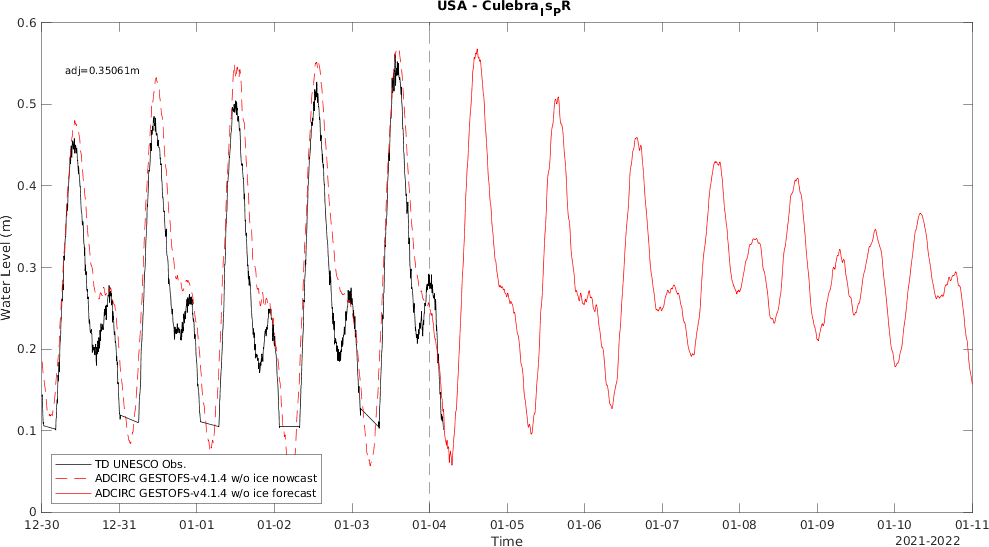 USA - CulebraIsPR
0.6
adj=0.35061m
0.5
0.4
0.3
Water Level (m)
0.2
0.1
TD UNESCO Obs.
ADCIRC GESTOFS-v4.1.4 w/o ice nowcast
ADCIRC GESTOFS-v4.1.4 w/o ice forecast
0
12-30 12-31 01-01 01-02 01-03 01-04 01-05 01-06 01-07 01-08 01-09 01-10 01-11
Time
2021-2022